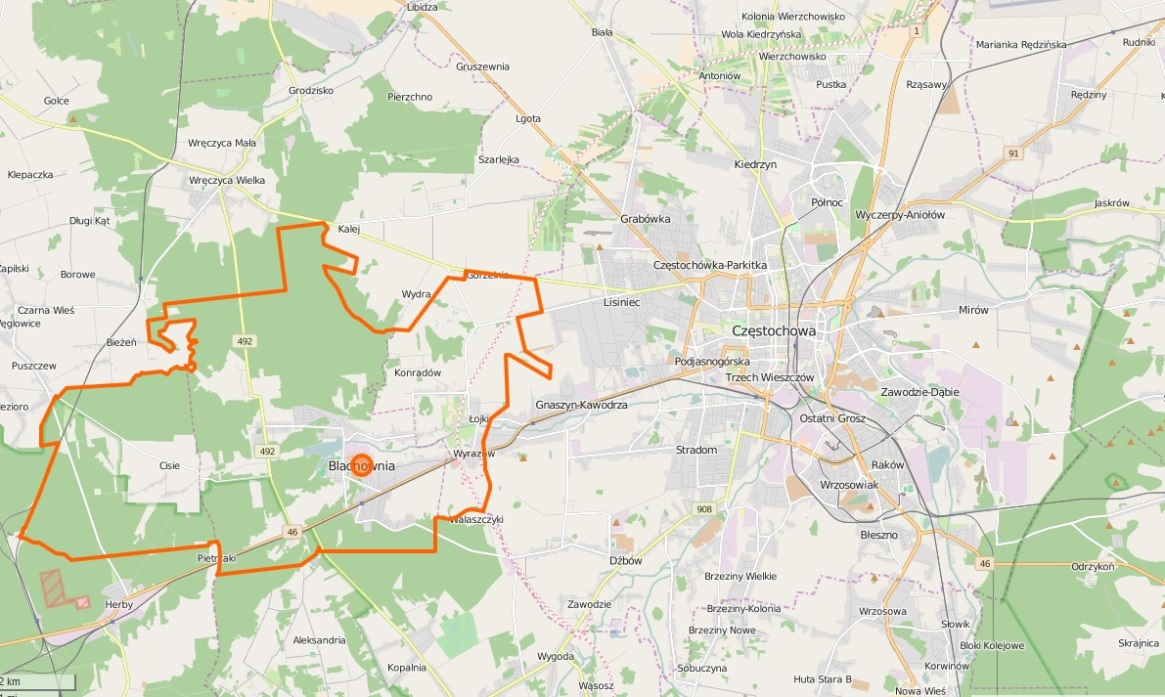 Libidza
Kolonia Wierzchowisko
Biała
Wola Kiedrzyńska
1
Marianka Rędzińska
Rudniki
Wierzchowisko
Gruszewnia
Antoniów
Pustka
Rząsawy
Grodzisko
Pierzchno
Rędziny
Golce
Lgota
Wręczyca Mała
91
Szarlejka
Kiedrzyn
Klepaczka
Wręczyca Wielka
Północ
Jaskrów
Długi Kąt
Kalej
Grabówka
Wyczerpy-Aniołów
Zapilski
Borowe
Gorzelnia
Częstochówka-Parkitka
Wydra
Lisiniec
Czarna Wieś
Mirów
Węglowice
Częstochowa
Bieżeń
492
Puszczew
Konradów
Podjasnogórska
Trzech Wieszczów
Zawodzie-Dąbie
Jezioro
Gnaszyn-Kawodrza
Łojki
Ostatni Grosz
492
Wyrazów
Stradom
Cisie
Blachownia
Raków
Wrzosowiak
908
Walaszczyki
46
Błeszno
Pietrzaki
Dźbów
46
Odrzykoń
Brzeziny Wielkie
Herby
Zawodzie
Brzeziny-Kolonia
Wrzosowa
Brzeziny Nowe
Słowik
Aleksandria
Bloki Kolejowe
Skrajnica
Wygoda
Kopalnia
Sobuczyna
Korwinów
Huta Stara B
2 km
Wąsosz
Nowa Wieś